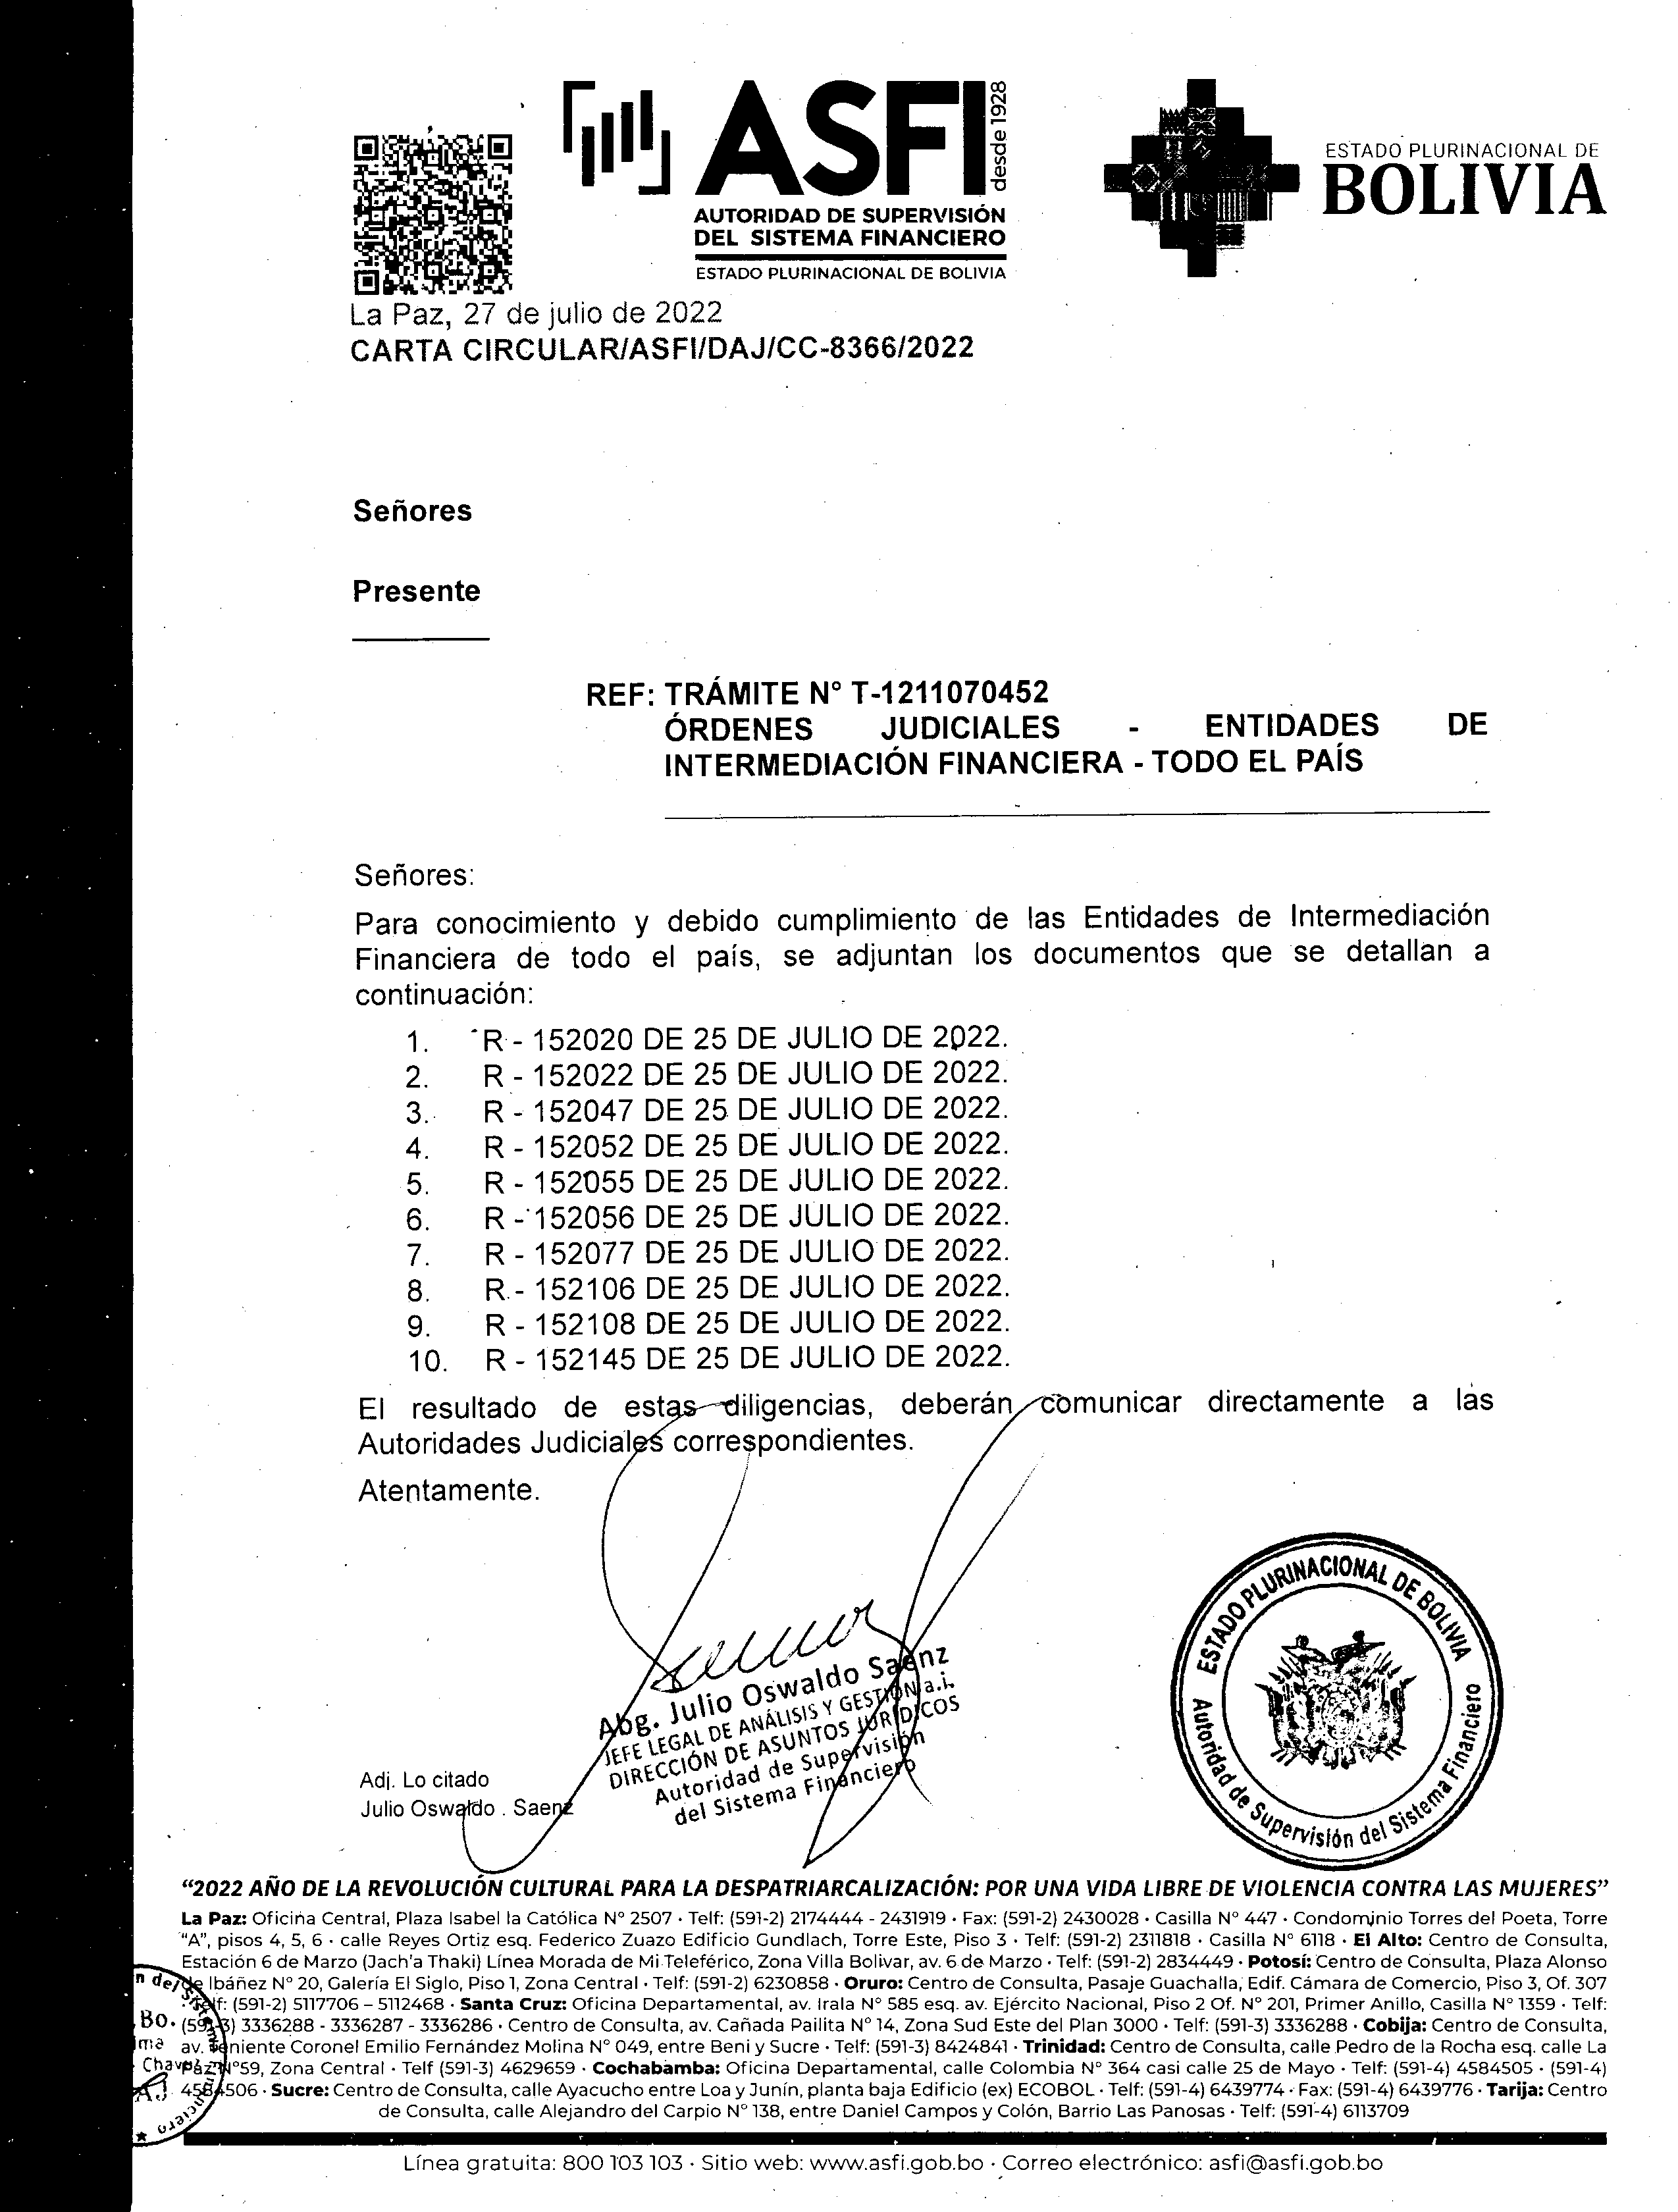 ASFI desde 1928
AUTORIDAD DE SUPERVISIÓN
DEL SISTEMA FINANCIERO
ESTADO PLURINACIONAL DE BOLIVIA
ESTADO PLURINACIONAL DE
BOLIVIA
La Paz, 27 de julio de 2022
CARTA CIRCULAR/ASFI/DAJ/CC-8366/2022
Señores
Presente
REF: TRÁMITE N° T-1211070452
ÓRDENES JUDICIALES - ENTIDADES DE
INTERMEDIACIÓN FINANCIERA - TODO EL PAÍS
Señores:
Para conocimiento y debido cumplimiento de las Entidades de Intermediación
Financiera de todo el país, se adjuntan los documentos que se detallan a
continuación:
1. R - 152020 DE 25 DE JULIO DE 2022.
2. R - 152022 DE 25 DE JULIO DE 2022.
3. R - 152047 DE 25 DE JULIO DE 2022.
4. R - 152052 DE 25 DE JULIO DE 2022.
5. R - 152055 DE 25 DE JULIO DE 2022.
6. R - 152056 DE 25 DE JULIO DE 2022.
7. R - 152077 DE 25 DE JULIO DE 2022.
8. R - 152106 DE 25 DE JULIO DE 2022.
9. R - 152108 DE 25 DE JULIO DE 2022.
10. R - 152145 DE 25 DE JULIO DE 2022.
El resultado de estas diligencias, deberán comunicar directamente a las
Autoridades Judiciales correspondientes.
Atentamente.
Abg. Julio Oswaldo Saenz
JEFE LEGAL DE ANÁLISIS Y GESTIÓN a.i.
DIRECCIÓN DE ASUNTOS JURÍDICOS
Autoridad de Supervisión
del Sistema Financiero
ESTADO PLURINACIONAL DE BOLIVIA
Autoridad de Supervisión del Sistema Financiero
Adj. Lo citado
Julio Oswaldo . Saenz
“2022 AÑO DE LA REVOLUCIÓN CULTURAL PARA LA DESPATRIARCALIZACIÓN: POR UNA VIDA LIBRE DE VIOLENCIA CONTRA LAS MUJERES”
La Paz: Oficina Central, Plaza Isabel la Católica N° 2507 · Telf: (591-2) 2174444 - 2431919 · Fax: (591-2) 2430028 · Casilla N° 447 · Condominio Torres del Poeta, Torre
“A”, pisos 4, 5, 6 · calle Reyes Ortiz esq. Federico Zuazo Edificio Gundlach, Torre Este, Piso 3 · Telf: (591-2) 2311818 · Casilla N° 6118 · El Alto: Centro de Consulta,
Estación 6 de Marzo (Jach'a Thaki) Línea Morada de Mi Teleférico, Zona Villa Bolivar, av. 6 de Marzo · Telf: (591-2) 2834449 · Potosí: Centro de Consulta, Plaza Alonso
de Ibáñez N° 20, Galería El Siglo, Piso 1, Zona Central · Telf: (591-2) 6230858 · Oruro: Centro de Consulta, Pasaje Guachalla, Edif. Cámara de Comercio, Piso 3, Of. 307
· Telf: (591-2) 5117706 – 5112468 · Santa Cruz: Oficina Departamental, av. Irala N° 585 esq. av. Ejército Nacional, Piso 2 Of. N° 201, Primer Anillo, Casilla N° 1359 · Telf:
(591-3) 3336288 - 3336287 - 3336286 · Centro de Consulta, av. Cañada Pailita N° 14, Zona Sud Este del Plan 3000 · Telf: (591-3) 3336288 · Cobija: Centro de Consulta,
av. Teniente Coronel Emilio Fernández Molina N° 049, entre Beni y Sucre · Telf: (591-3) 8424841 · Trinidad: Centro de Consulta, calle Pedro de la Rocha esq. calle La
Paz N°59, Zona Central · Telf (591-3) 4629659 · Cochabamba: Oficina Departamental, calle Colombia N° 364 casi calle 25 de Mayo · Telf: (591-4) 4584505 · (591-4)
4584506 · Sucre: Centro de Consulta, calle Ayacucho entre Loa y Junín, planta baja Edificio (ex) ECOBOL · Telf: (591-4) 6439774 · Fax: (591-4) 6439776 · Tarija: Centro
de Consulta, calle Alejandro del Carpio N° 138, entre Daniel Campos y Colón, Barrio Las Panosas · Telf: (591-4) 6113709
Línea gratuita: 800 103 103 · Sitio web: www.asfi.gob.bo · Correo electrónico: asfi@asfi.gob.bo